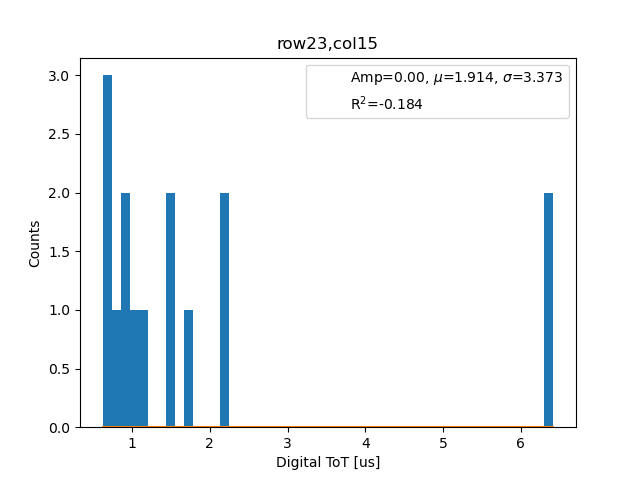 row23,col15
Amp=0.00, μ=1.914, σ=3.373
R²=-0.184
3.0
2.5
2.0
1.5
1.0
0.5
0.0
Counts
1 2 3 4 5 6
Digital ToT [us]